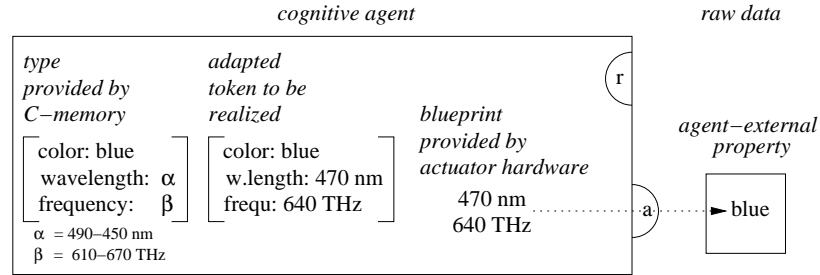 cognitive agent
raw data
type
provided by
C−memory
color: blue
wavelength: α
frequency: β
α = 490−450 nm
β = 610−670 THz
adapted
token to be
realized
color: blue
w.length: 470 nm
frequ: 640 THz
blueprint
provided by
actuator hardware
470 nm
640 THz
r
a
agent−external
property
blue